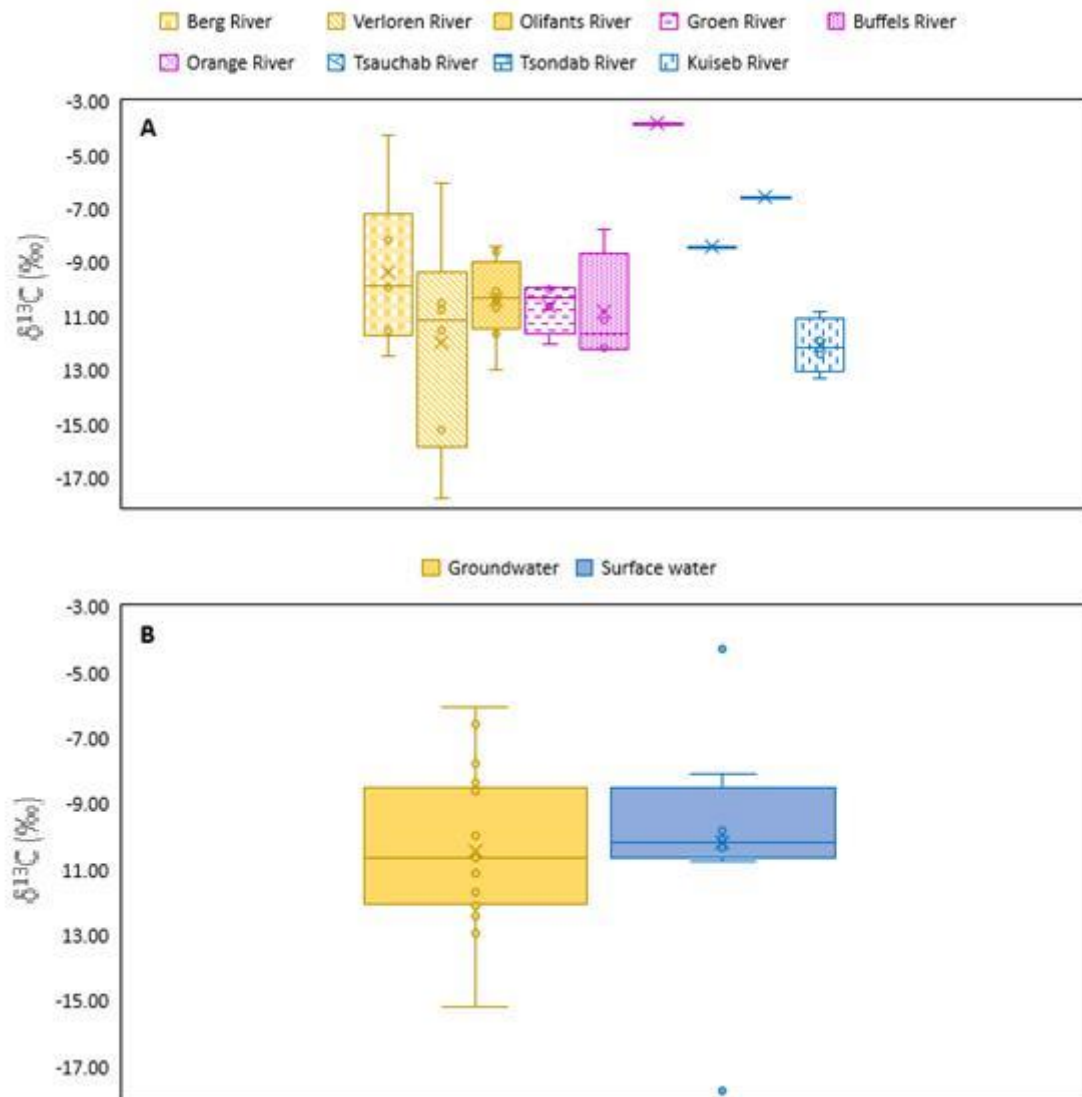 Berg River Verloren River Olifants River Groen River Buffels River
Orange River Tsauchab River Tsondab River Kuiseb River
A
-3.00
-5.00
-7.00
-9.00
11.00
13.00
-15.00
-17.00
δ¹³C (‰)
Groundwater Surface water
B
-3.00
-5.00
-7.00
-9.00
11.00
13.00
-15.00
-17.00
δ¹³C (‰)